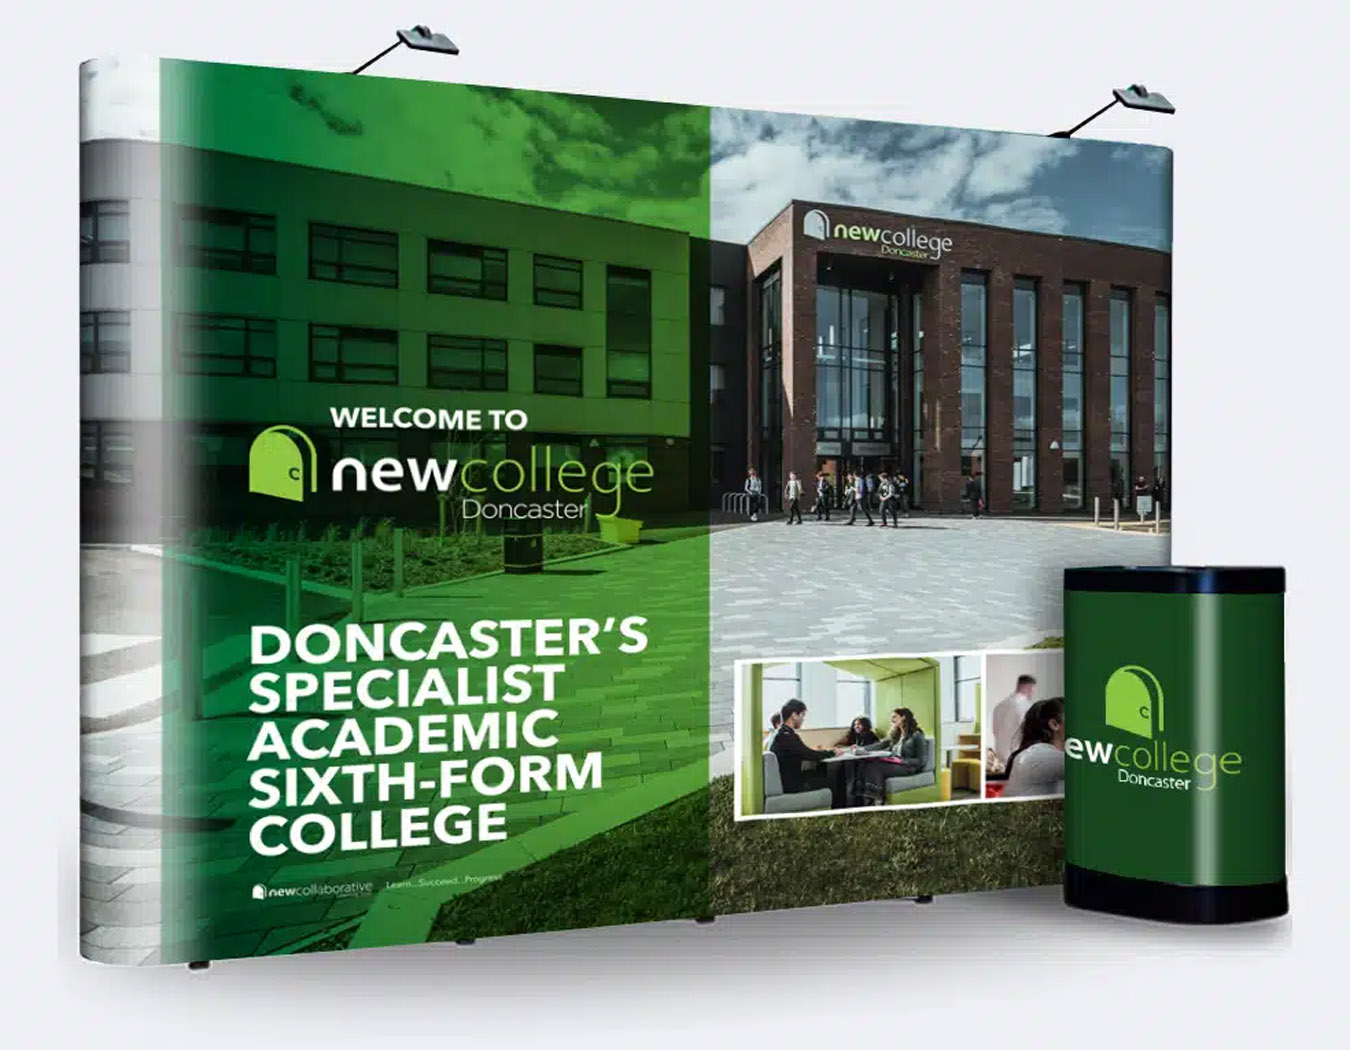 newcollege
Doncaster
WELCOME TO
C
newcollege
Doncaster
DONCASTER'S
SPECIALIST
ACADEMIC
SIXTH-FORM
COLLEGE
newcollaborative
Learn...Succeed...Progress
C
ewcollege
Doncaster